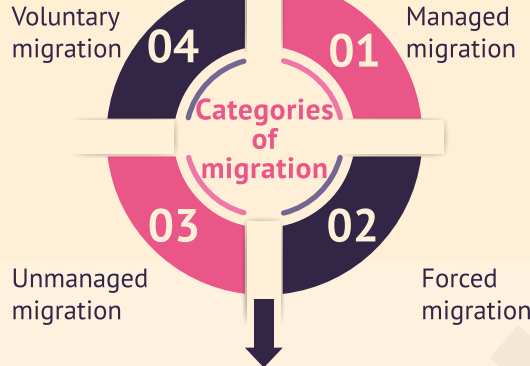 Voluntary
migration
04
01
Managed
migration
Categories
of
migration
03
02
Unmanaged
migration
Forced
migration